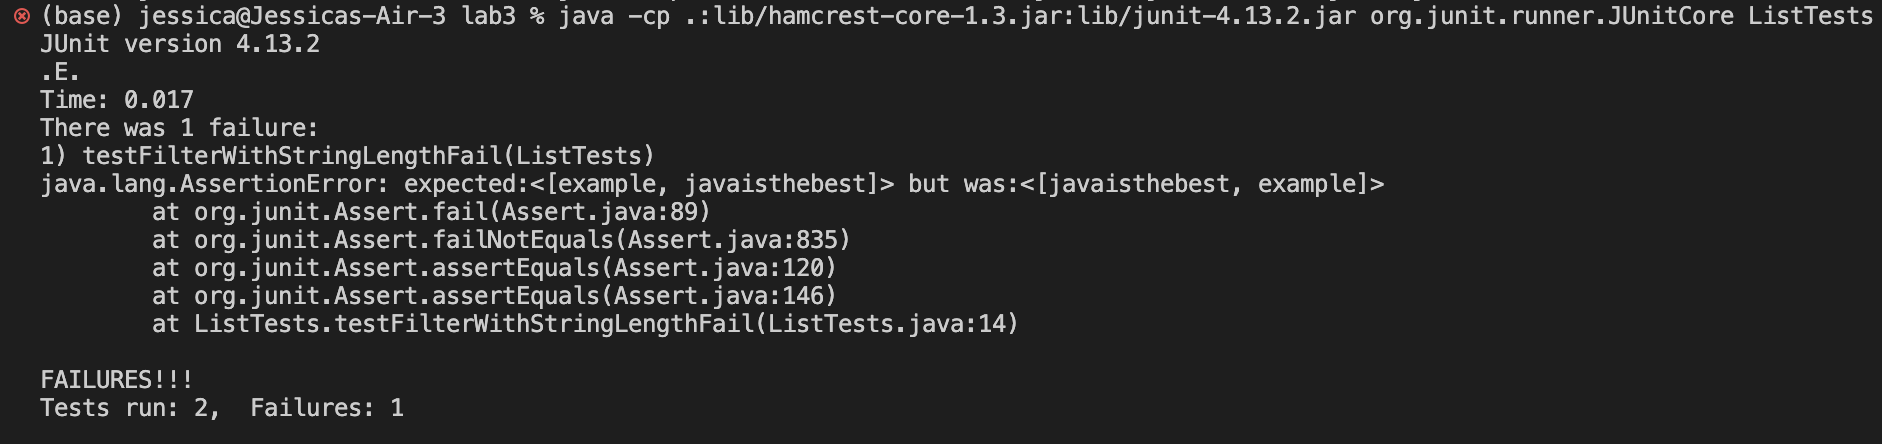 (base) jessica@Jessicas-Air-3 lab3 % java -cp .:lib/hamcrest-core-1.3.jar:lib/junit-4.13.2.jar org.junit.runner.JUnitCore ListTests
JUnit version 4.13.2
.E.
Time: 0.017
There was 1 failure:
1) testFilterWithStringLengthFail(ListTests)
java.lang.AssertionError: expected:<[example, javaisthebest]> but was:<[javaisthebest, example]>
        at org.junit.Assert.fail(Assert.java:89)
        at org.junit.Assert.failNotEquals(Assert.java:835)
        at org.junit.Assert.assertEquals(Assert.java:120)
        at org.junit.Assert.assertEquals(Assert.java:146)
        at ListTests.testFilterWithStringLengthFail(ListTests.java:14)

FAILURES!!!
Tests run: 2,  Failures: 1